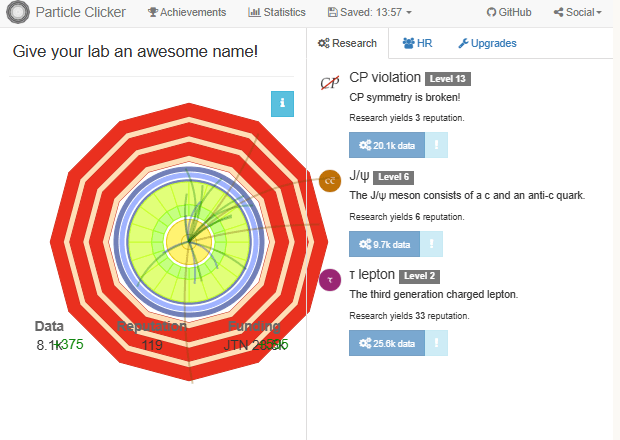 Particle Clicker
Achievements
Statistics
Saved: 13:57
GitHub
Social
Give your lab an awesome name!
i
Data
Reputation
Funding
8.1k
+375
119
JTN
Research
HR
Upgrades
CP
CP violation Level 13
CP symmetry is broken!
Research yields 3 reputation.
20.1k data
!
cc̄
J/ψ Level 6
The J/ψ meson consists of a c and an anti-c quark.
Research yields 6 reputation.
9.7k data
!
τ
τ lepton Level 2
The third generation charged lepton.
Research yields 33 reputation.
25.6k data
!